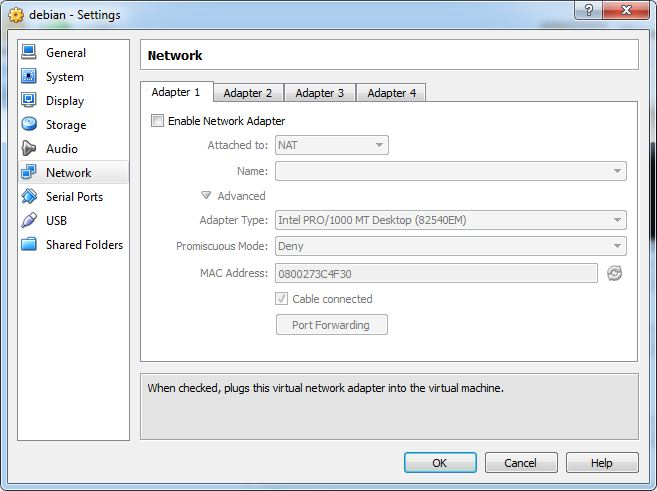 debian - Settings
General
System
Display
Storage
Audio
Network
Serial Ports
USB
Shared Folders
Network
Adapter 1 Adapter 2 Adapter 3 Adapter 4
Enable Network Adapter
Attached to: NAT
Name:
Advanced
Adapter Type: Intel PRO/1000 MT Desktop (82540EM)
Promiscuous Mode: Deny
MAC Address: 0800273C4F30
Cable connected
Port Forwarding
When checked, plugs this virtual network adapter into the virtual machine.
OK Cancel Help